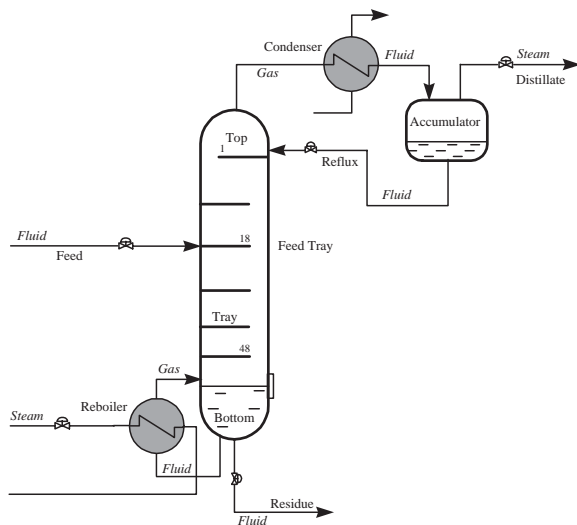 Condenser
Gas
Fluid
Steam
Distillate
Accumulator
Top
1
Reflux
Fluid
Fluid
Feed
18
Feed Tray
Tray
48
Gas
Reboiler
Steam
Bottom
Fluid
Residue
Fluid